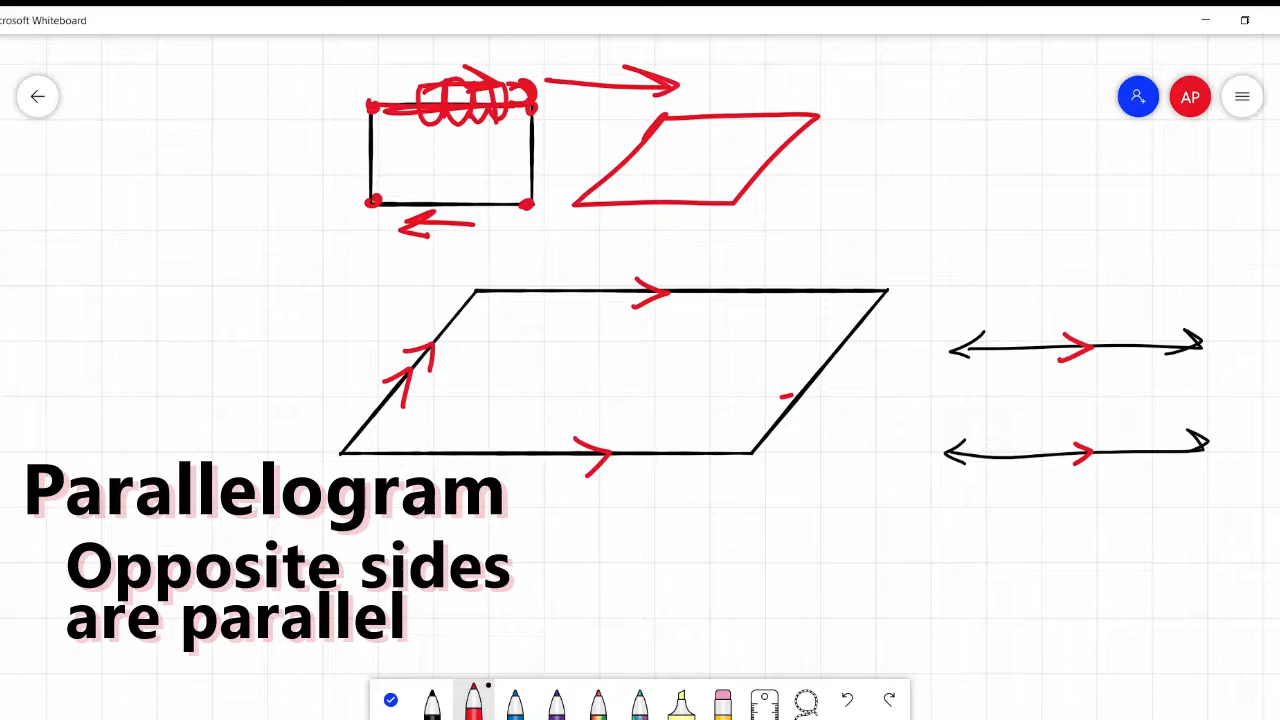 crosoft Whiteboard
AP
Parallelogram
Opposite sides
are parallel